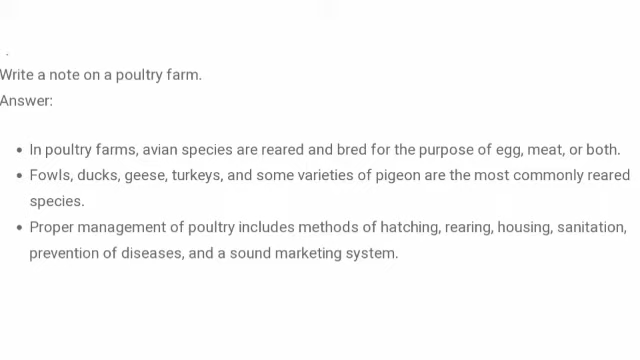 .
Write a note on a poultry farm.
Answer:
• In poultry farms, avian species are reared and bred for the purpose of egg, meat, or both.
• Fowls, ducks, geese, turkeys, and some varieties of pigeon are the most commonly reared
species.
• Proper management of poultry includes methods of hatching, rearing, housing, sanitation,
prevention of diseases, and a sound marketing system.